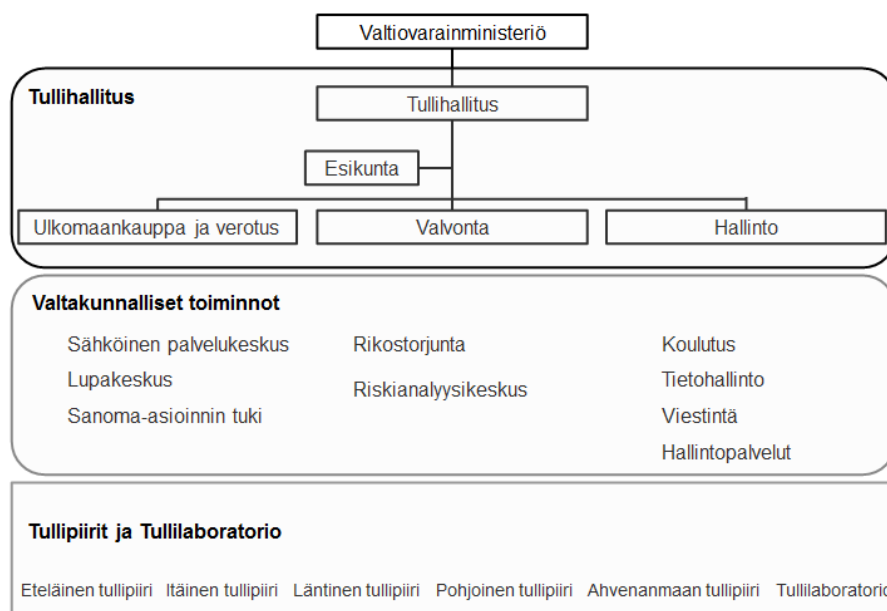 Valtiovarainministeriö
Tullihallitus
Tullihallitus
Esikunta
Ulkomaankauppa ja verotus
Valvonta
Hallinto
Valtakunnalliset toiminnot
Sähköinen palvelukeskus
Rikostorjunta
Koulutus
Lupakeskus
Riskianalyysikeskus
Tietohallinto
Sanoma-asioinnin tuki
Viestintä
Hallintopalvelut
Tullipiirit ja Tullilaboratorio
Eteläinen tullipiiri Itäinen tullipiiri Läntinen tullipiiri Pohjoinen tullipiiri Ahvenanmaan tullipiiri Tullilaboratorio